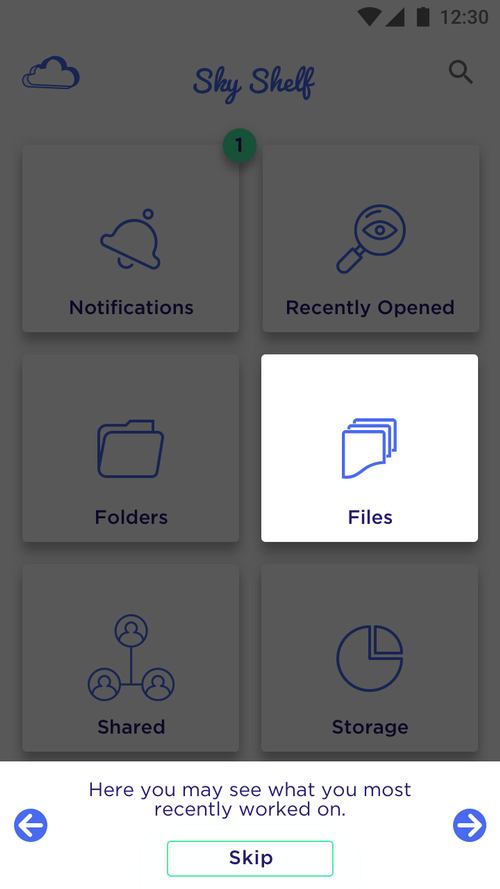 12:30
Sky Shelf
1
Notifications
Recently Opened
Folders
Files
Shared
Storage
Here you may see what you most
recently worked on.
Skip